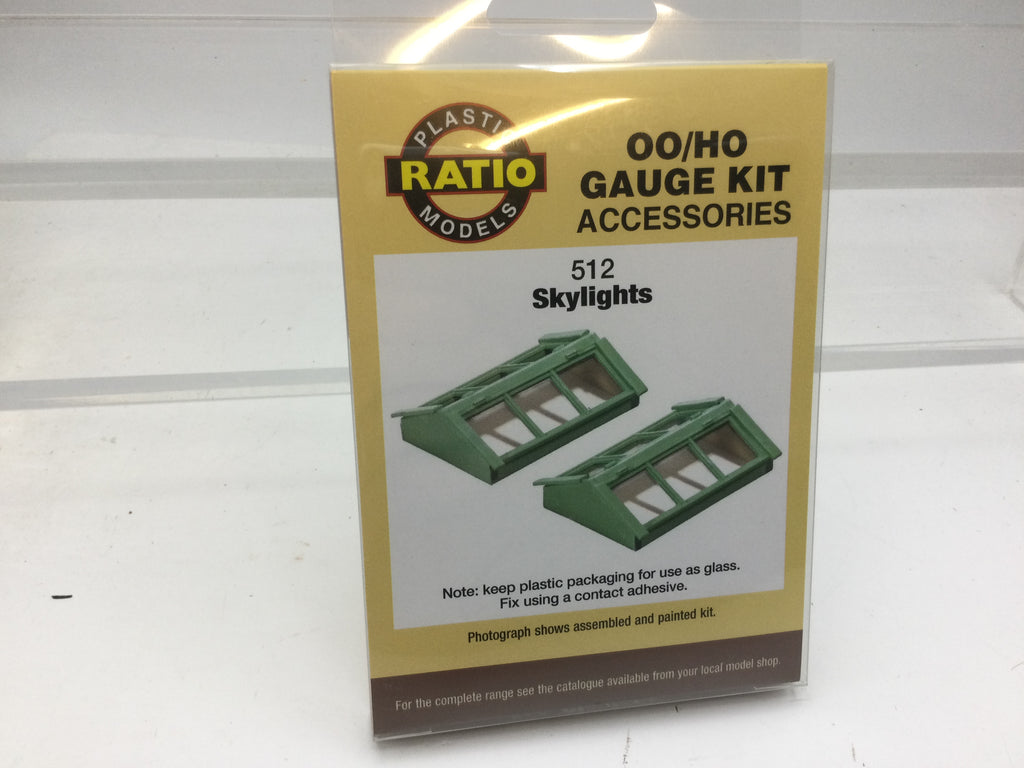 PLASTI
RATIO
MODELS
OO/HO
GAUGE KIT
ACCESSORIES
512
Skylights
Note: keep plastic packaging for use as glass.
Fix using a contact adhesive.
Photograph shows assembled and painted kit.
For the complete range see the catalogue available from your local model shop.